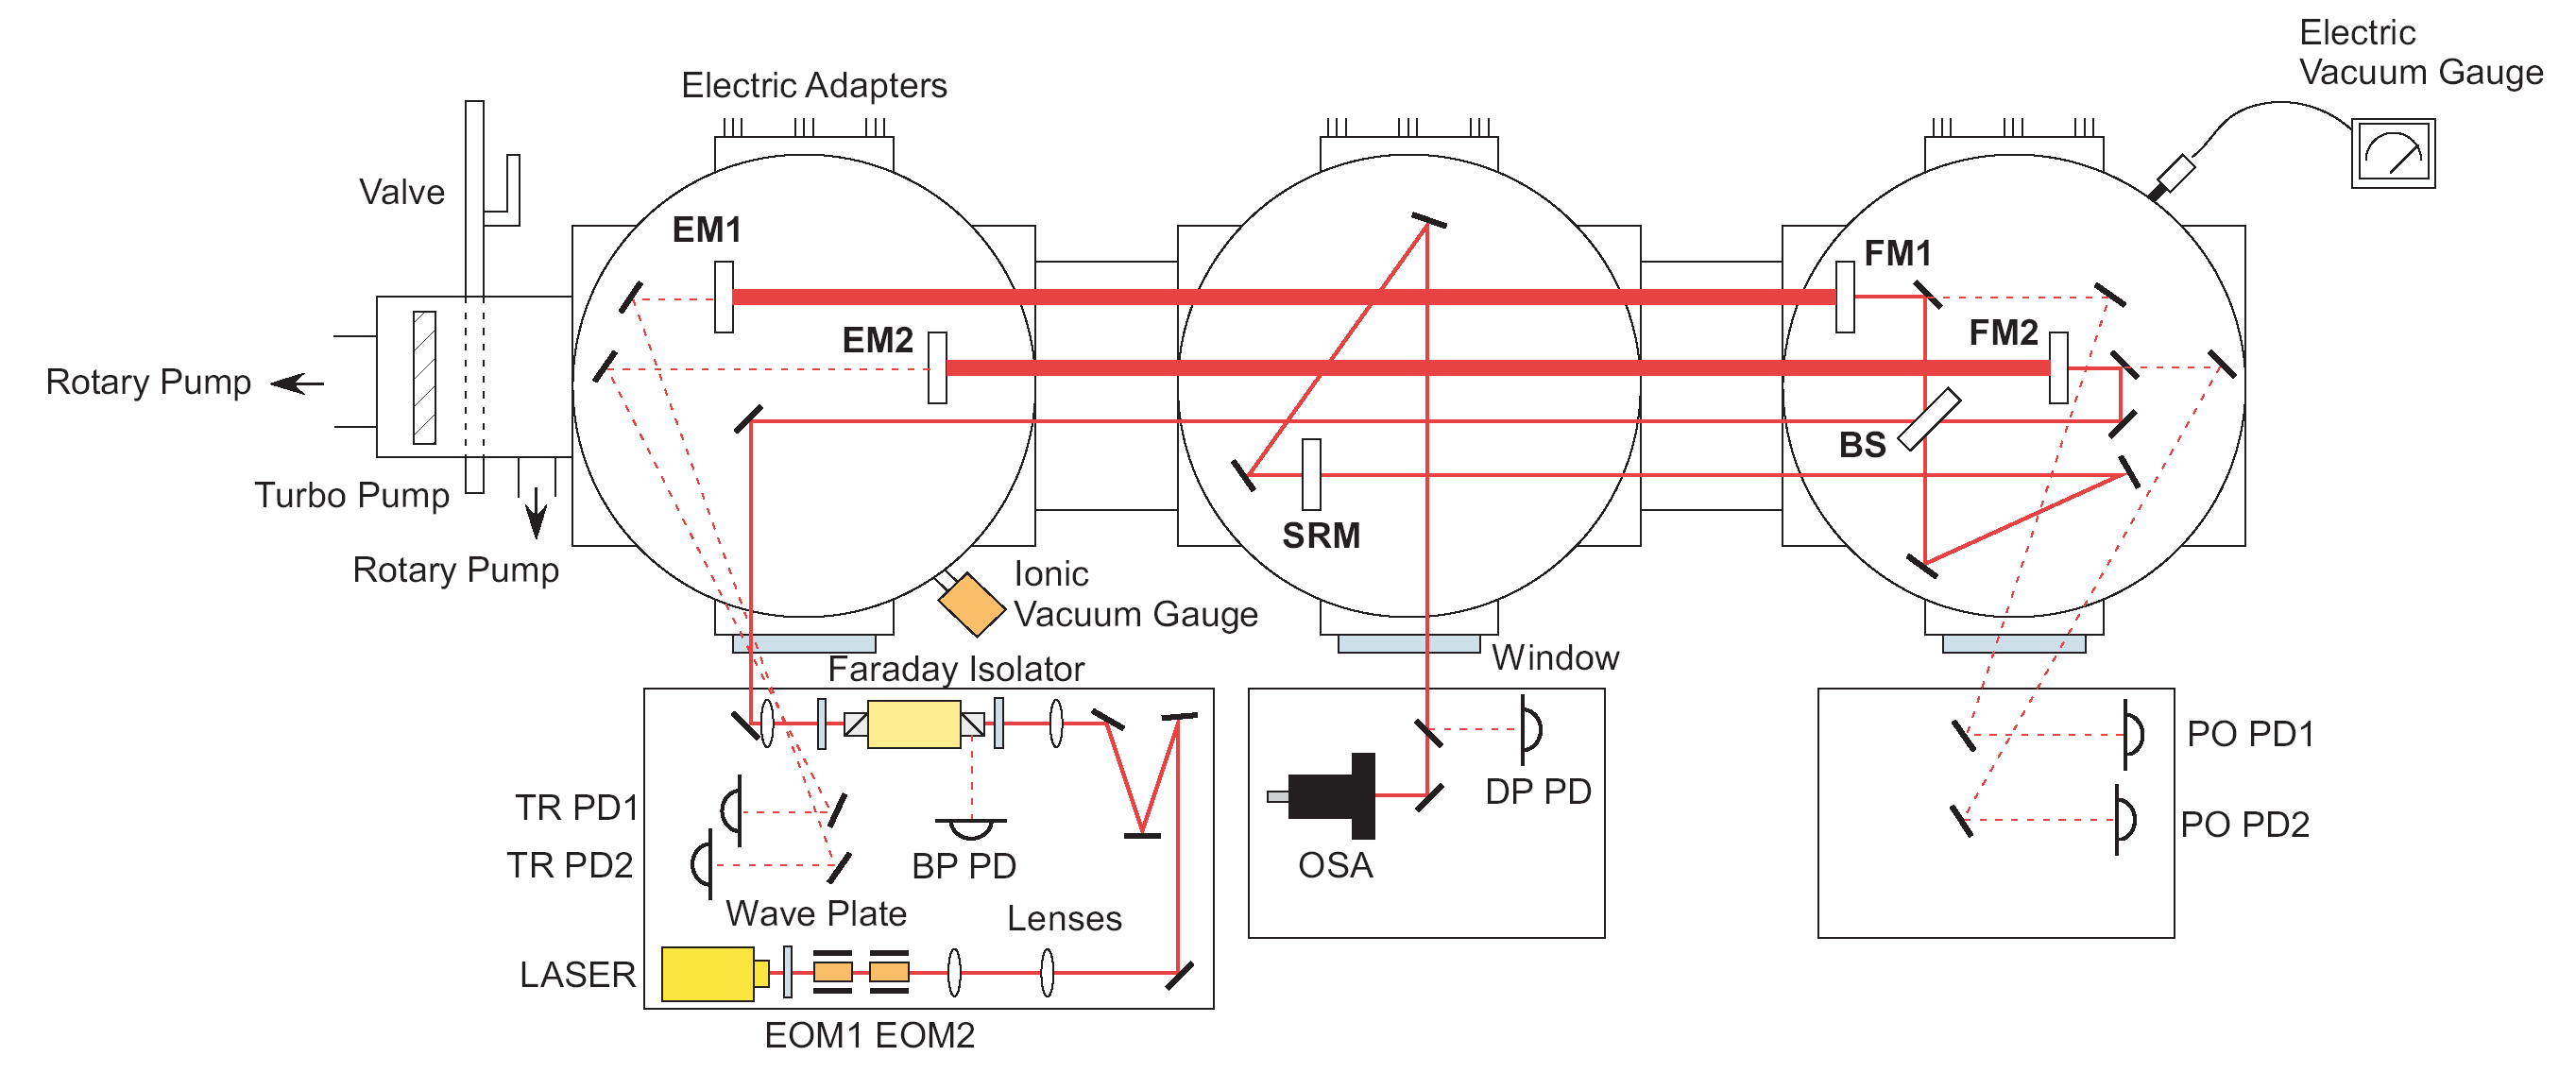 Electric
Vacuum Gauge
Electric Adapters
Valve
EM1
FM1
EM2
FM2
Rotary Pump
BS
Turbo Pump
SRM
Rotary Pump
Ionic
Vacuum Gauge
Window
Faraday Isolator
TR PD1
DP PD
PO PD1
TR PD2
BP PD
OSA
PO PD2
Wave Plate
Lenses
LASER
EOM1 EOM2